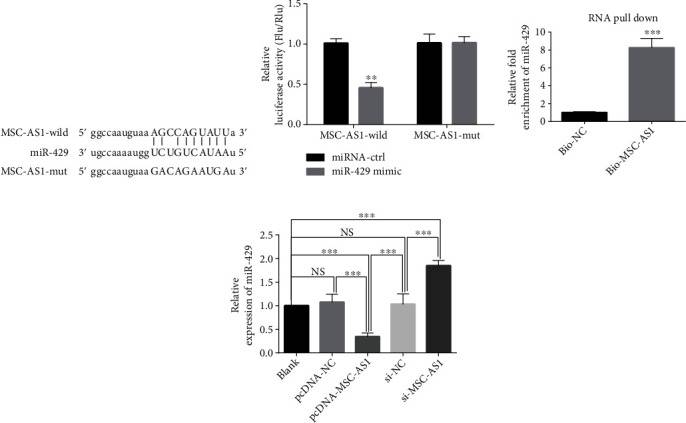 MSC-AS1-wild 5′ ggccaauguaa AGCCAGUAUUa 3′
miR-429 3′ ugccaaaaugg UCUGUCAUAAu 5′
MSC-AS1-mut 5′ ggccaauguaa GACAGAAUGAu 3′
Relative
luciferase activity (Flu/Rlu)
1.5
1.0
0.5
0.0
**
MSC-AS1-wild MSC-AS1-mut
miRNA-ctrl
miR-429 mimic
RNA pull down
Relative fold
enrichment of miR-429
10
8
6
4
2
0
***
Bio-NC
Bio-MSC-AS1
Relative
expression of miR-429
2.5
2.0
1.5
1.0
0.5
0.0
***
NS
*** *** ***
NS ***
Blank
pcDNA-NC
pcDNA-MSC-AS1
si-NC
si-MSC-AS1